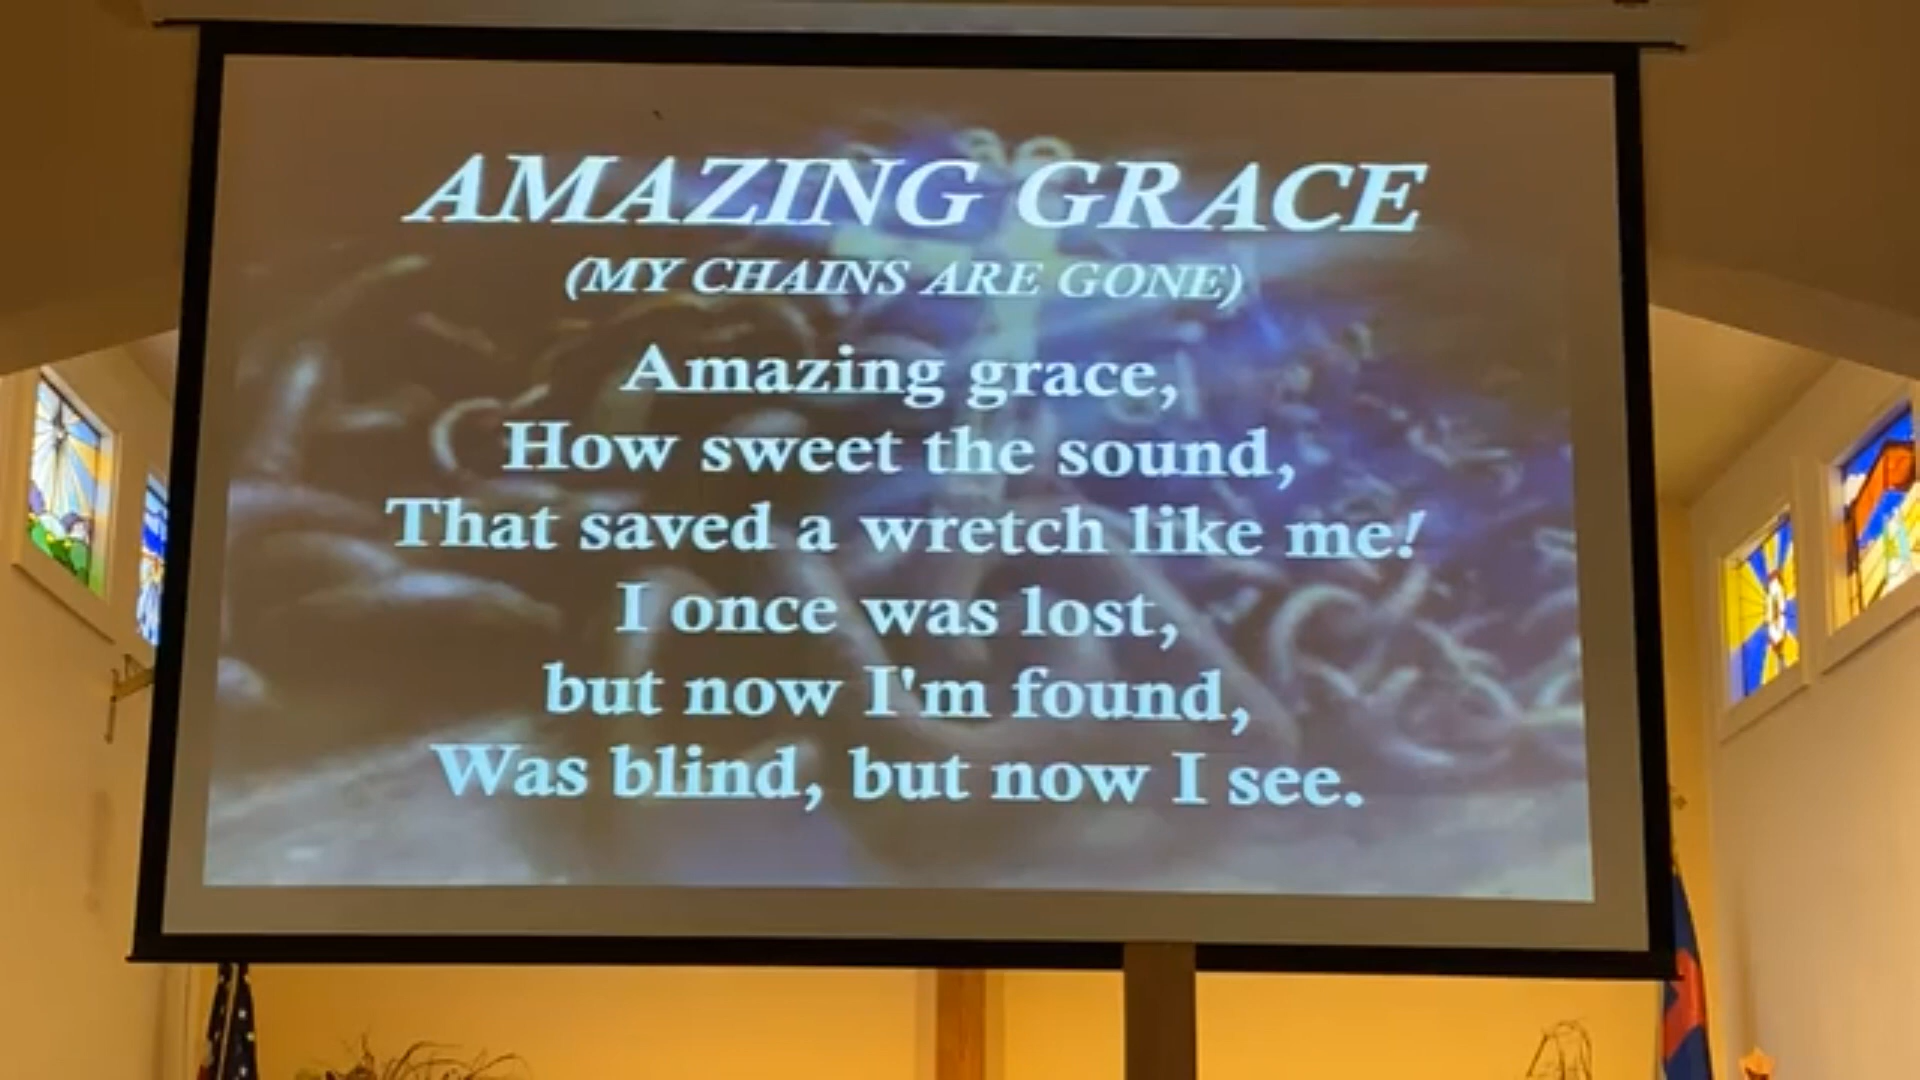 AMAZING GRACE
(MY CHAINS ARE GONE)
Amazing grace,
How sweet the sound,
That saved a wretch like me!
I once was lost,
but now I'm found,
Was blind, but now I see.